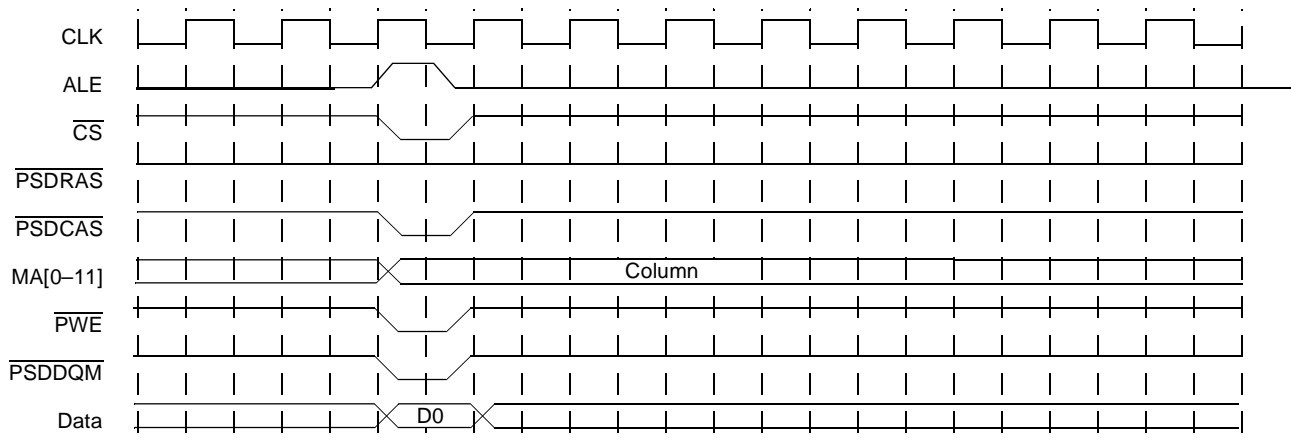 CLK
ALE
CS
PSDRAS
PSDCAS
MA[0–11]
Column
PWE
PSDDQM
Data
D0